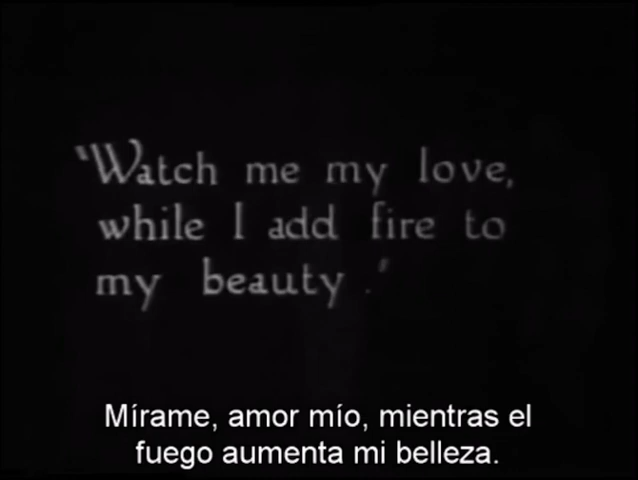 "Watch me my love,
while I add fire to
my beauty."
Mírame, amor mío, mientras el
fuego aumenta mi belleza.